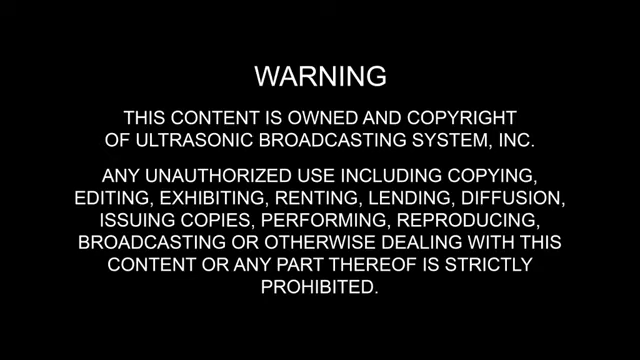 WARNING
THIS CONTENT IS OWNED AND COPYRIGHT
OF ULTRASONIC BROADCASTING SYSTEM, INC.
ANY UNAUTHORIZED USE INCLUDING COPYING,
EDITING, EXHIBITING, RENTING, LENDING, DIFFUSION,
ISSUING COPIES, PERFORMING, REPRODUCING,
BROADCASTING OR OTHERWISE DEALING WITH THIS
CONTENT OR ANY PART THEREOF IS STRICTLY
PROHIBITED.